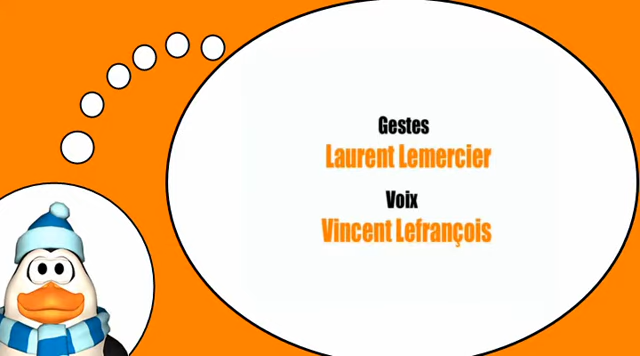 Gestes
Laurent Lemercier
Voix
Vincent Lefrançois